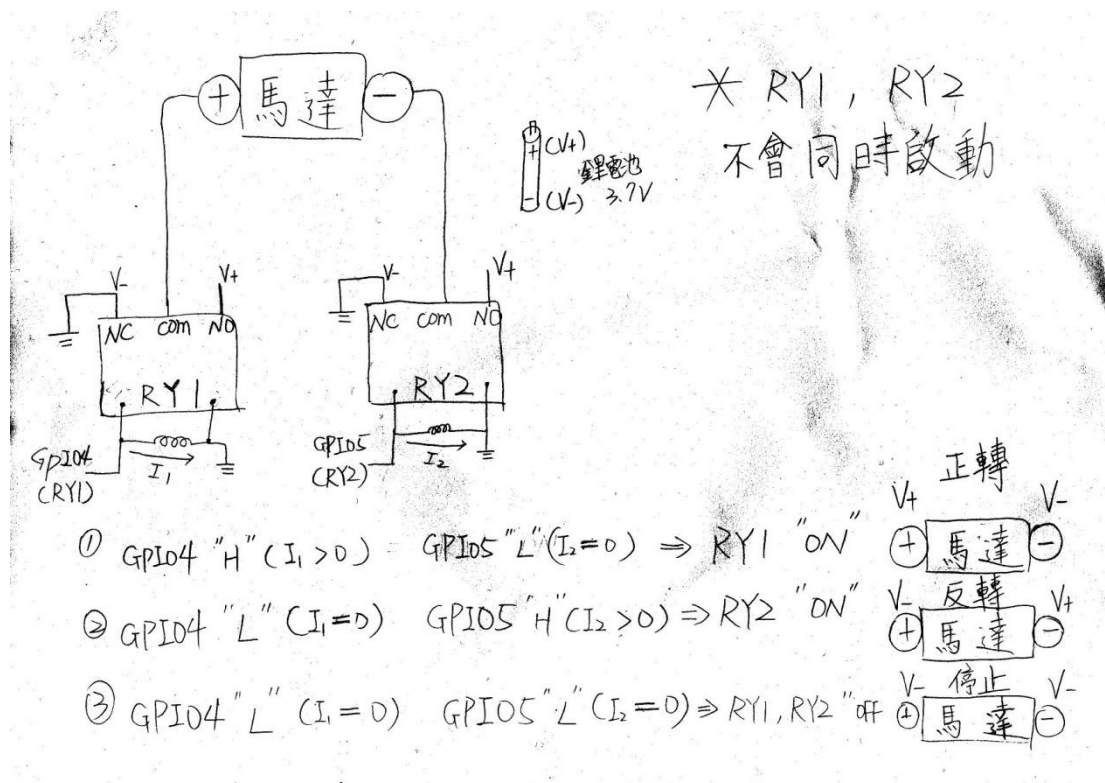 ⊕ 馬達 ⊖
* RY1, RY2
不會同時啟動
+ (V+)
鋰電池
3.7V
- (V-)
V- V+
NC com NO
RY1
GPIO4
(RY1)
I₁
V- V+
NC com NO
RY2
GPIO5
(RY2)
I₂
正轉
V+ V-
① GPIO4 "H" (I₁>0) GPIO5 "L" (I₂=0) ⇒ RY1 "ON" ⊕ 馬達 ⊖
V- 反轉 V+
② GPIO4 "L" (I₁=0) GPIO5 "H" (I₂>0) ⇒ RY2 "ON" ⊕ 馬達 ⊖
V- 停止 V-
③ GPIO4 "L" (I₁=0) GPIO5 "L" (I₂=0) ⇒ RY1, RY2 "OFF ⊕ 馬達 ⊖